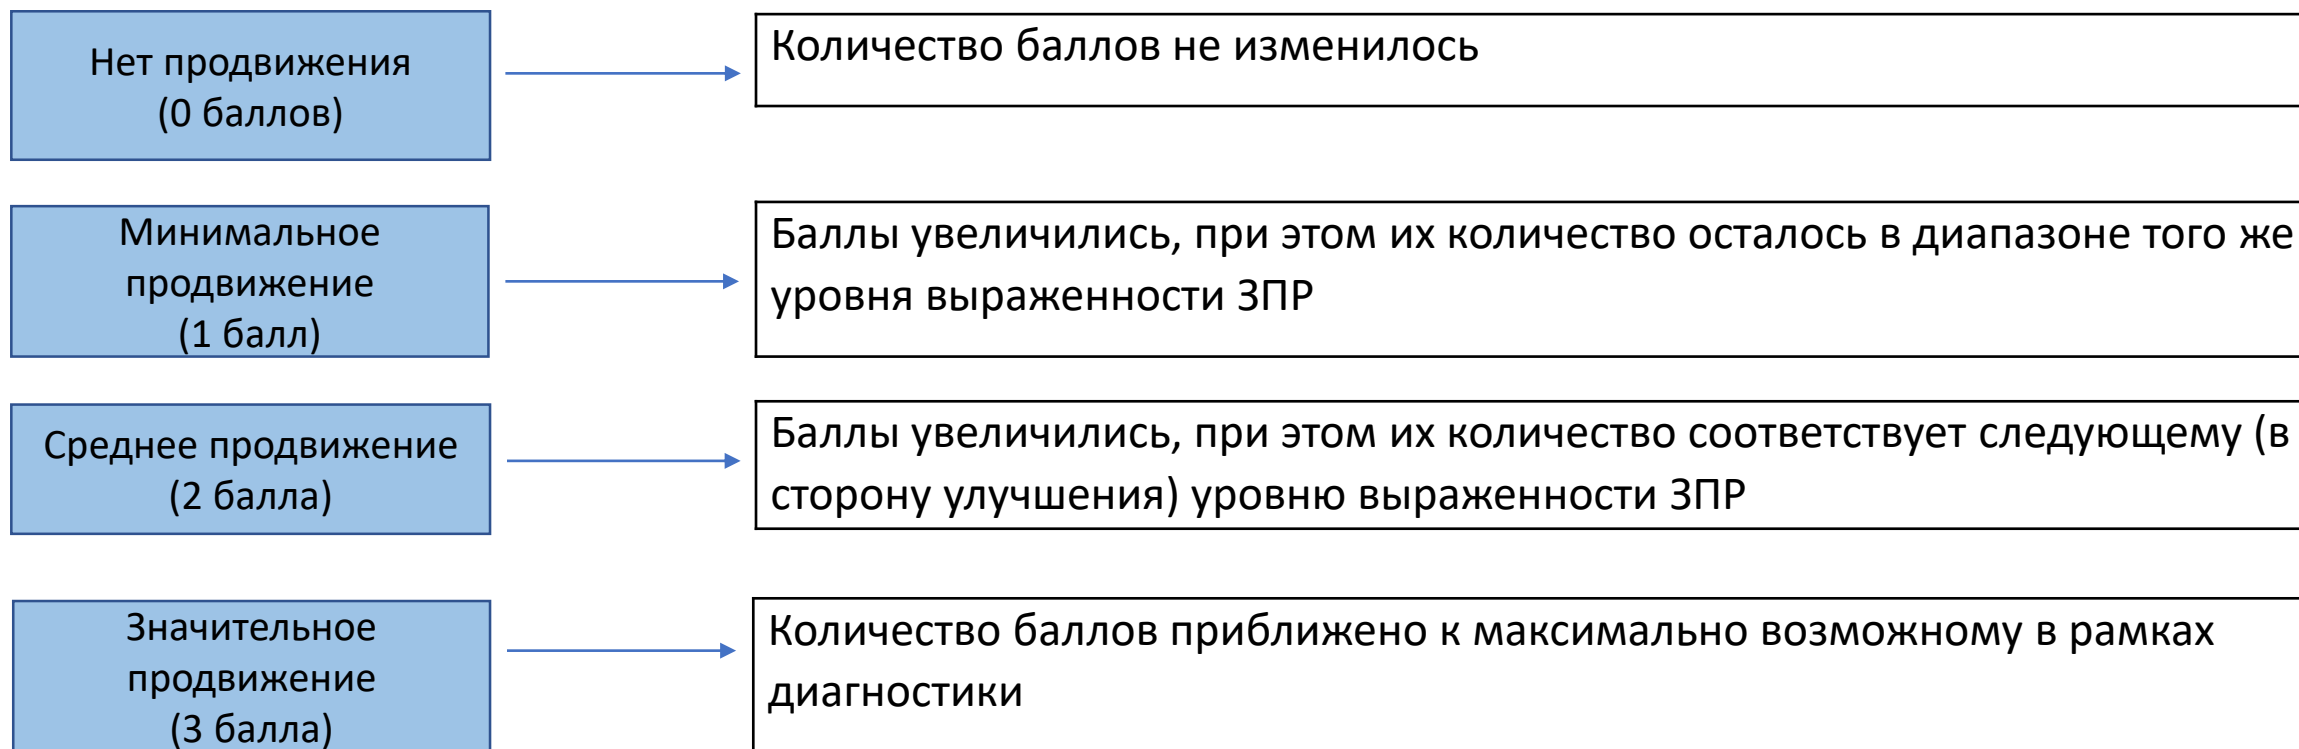 Нет продвижения
(0 баллов)
Количество баллов не изменилось
Минимальное
продвижение
(1 балл)
Баллы увеличились, при этом их количество осталось в диапазоне того же
уровня выраженности ЗПР
Среднее продвижение
(2 балла)
Баллы увеличились, при этом их количество соответствует следующему (в
сторону улучшения) уровню выраженности ЗПР
Значительное
продвижение
(3 балла)
Количество баллов приближено к максимально возможному в рамках
диагностики